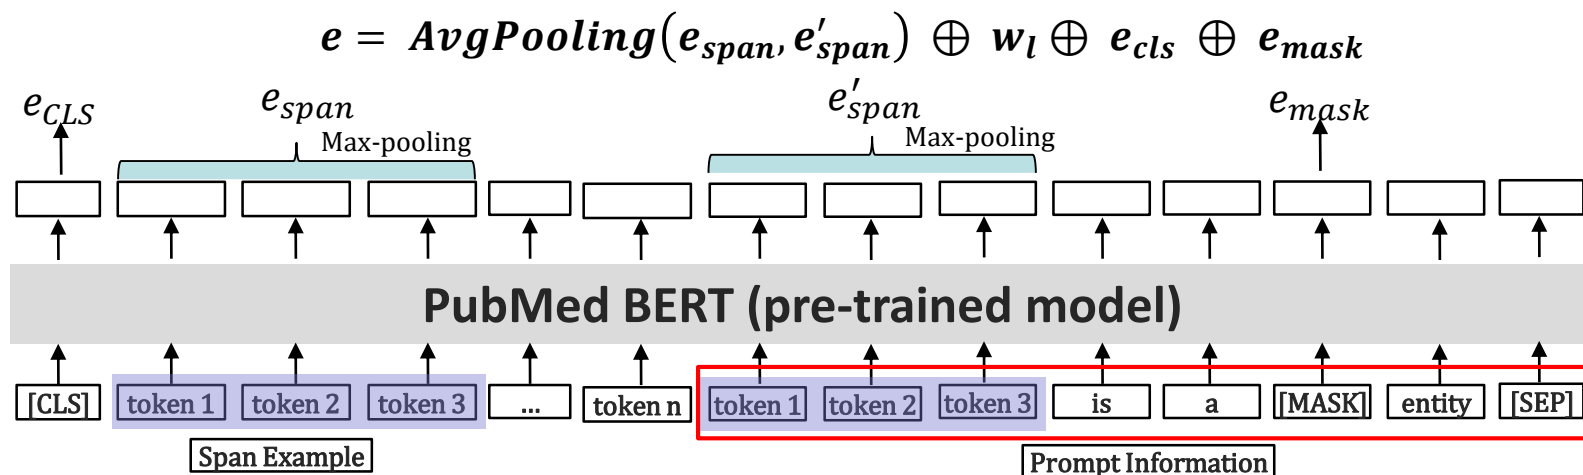 e = AvgPooling(e_span, e'_span) ⊕ w_l ⊕ e_cls ⊕ e_mask
e_CLS e_span e'_span e_mask
Max-pooling Max-pooling
PubMed BERT (pre-trained model)
[CLS] token 1 token 2 token 3 ... token n token 1 token 2 token 3 is a [MASK] entity [SEP]
Span Example Prompt Information